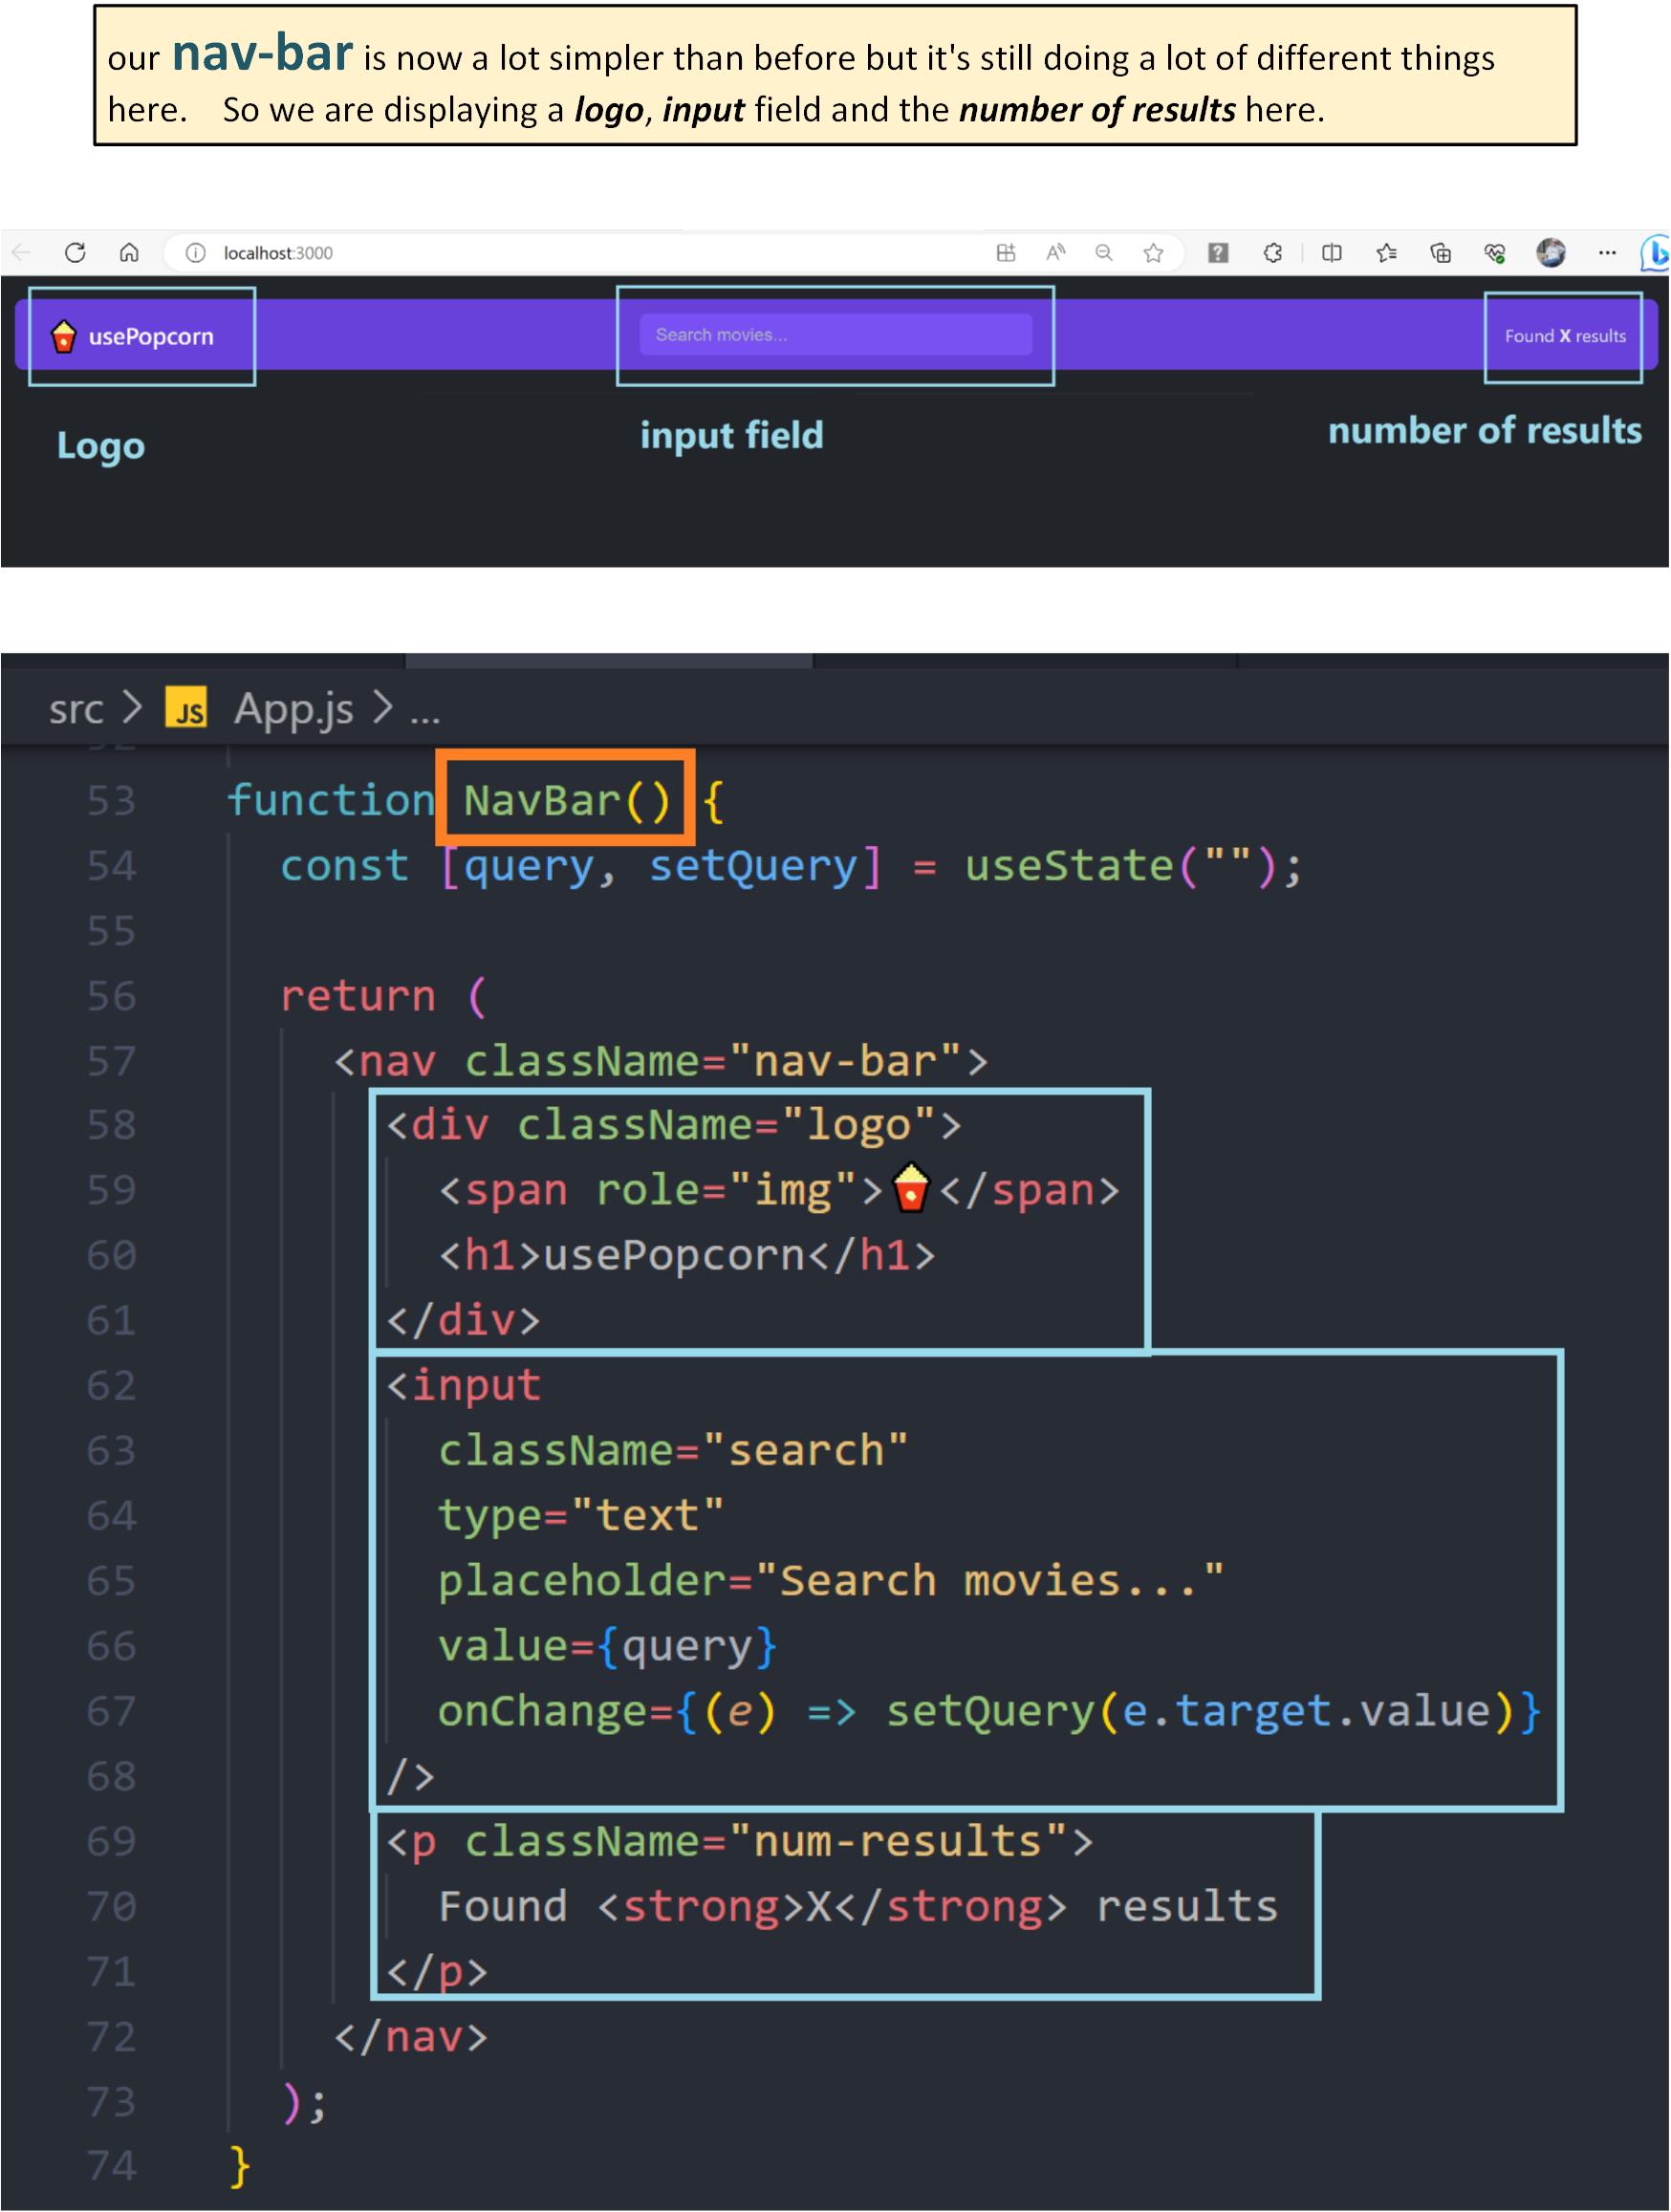 our nav-bar is now a lot simpler than before but it's still doing a lot of different things
here. So we are displaying a logo, input field and the number of results here.
localhost:3000
usePopcorn
Search movies...
Found X results
Logo
input field
number of results
src > JS App.js > ...
53 function NavBar() {
54 const [query, setQuery] = useState("");
55
56 return (
57 <nav className="nav-bar">
58 <div className="logo">
59 <span role="img">🍿</span>
60 <h1>usePopcorn</h1>
61 </div>
62 <input
63 className="search"
64 type="text"
65 placeholder="Search movies..."
66 value={query}
67 onChange={(e) => setQuery(e.target.value)}
68 />
69 <p className="num-results">
70 Found <strong>X</strong> results
71 </p>
72 </nav>
73 );
74 }